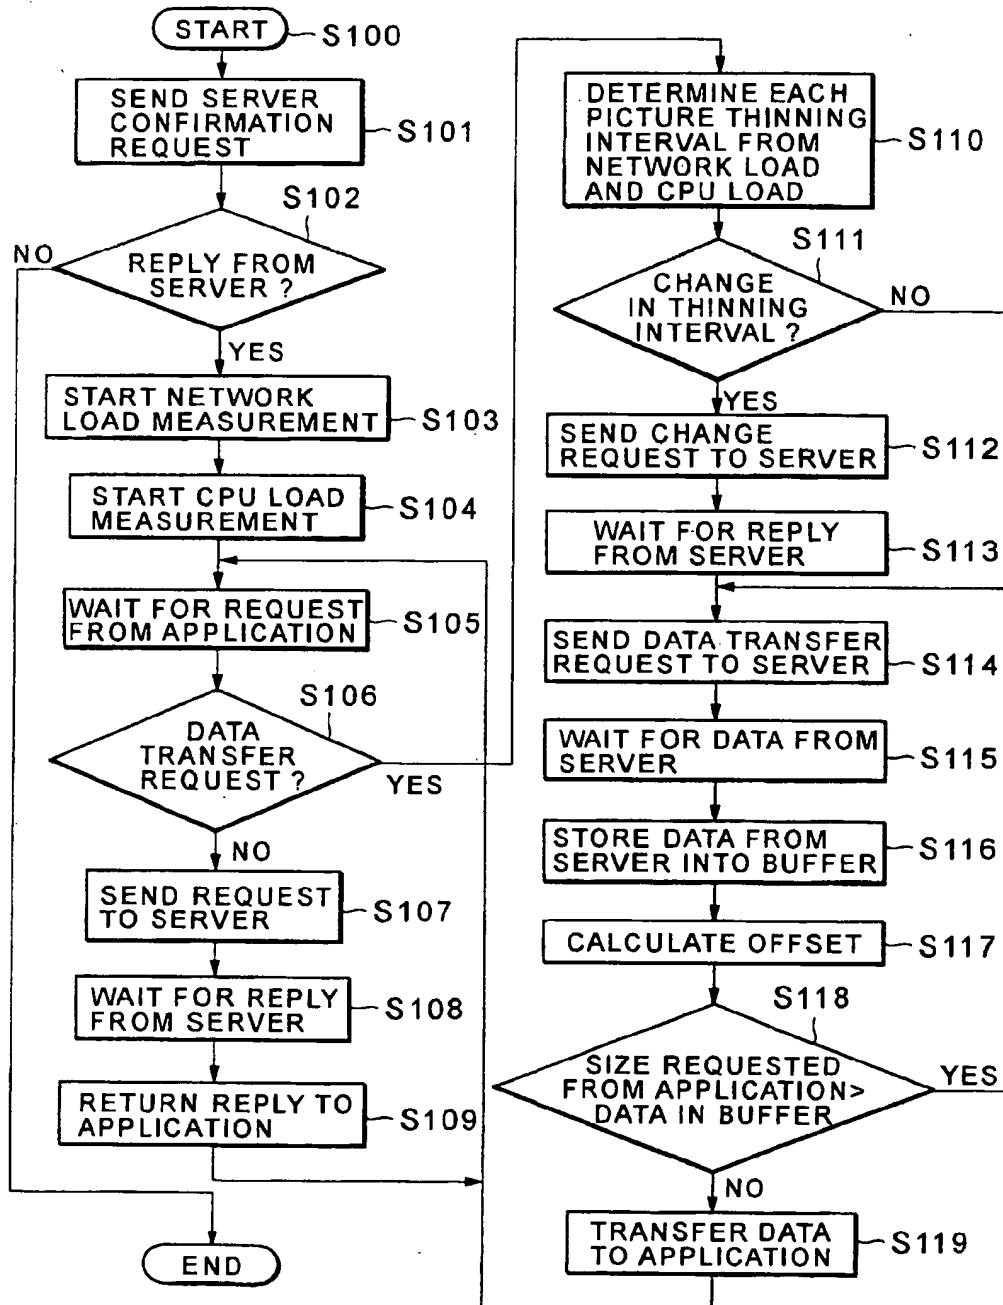 START
S100
SEND SERVER
CONFIRMATION
REQUEST
S101
S102
NO
REPLY FROM
SERVER ?
YES
START NETWORK
LOAD MEASUREMENT
S103
START CPU LOAD
MEASUREMENT
S104
WAIT FOR REQUEST
FROM APPLICATION
S105
S106
DATA
TRANSFER
REQUEST ?
YES
NO
SEND REQUEST
TO SERVER
S107
WAIT FOR REPLY
FROM SERVER
S108
RETURN REPLY TO
APPLICATION
S109
END
DETERMINE EACH
PICTURE THINNING
INTERVAL FROM
NETWORK LOAD
AND CPU LOAD
S110
S111
CHANGE
IN THINNING
INTERVAL ?
NO
YES
SEND CHANGE
REQUEST TO SERVER
S112
WAIT FOR REPLY
FROM SERVER
S113
SEND DATA TRANSFER
REQUEST TO SERVER
S114
WAIT FOR DATA FROM
SERVER
S115
STORE DATA FROM
SERVER INTO BUFFER
S116
CALCULATE OFFSET
S117
S118
SIZE REQUESTED
FROM APPLICATION>
DATA IN BUFFER
YES
NO
TRANSFER DATA
TO APPLICATION
S119